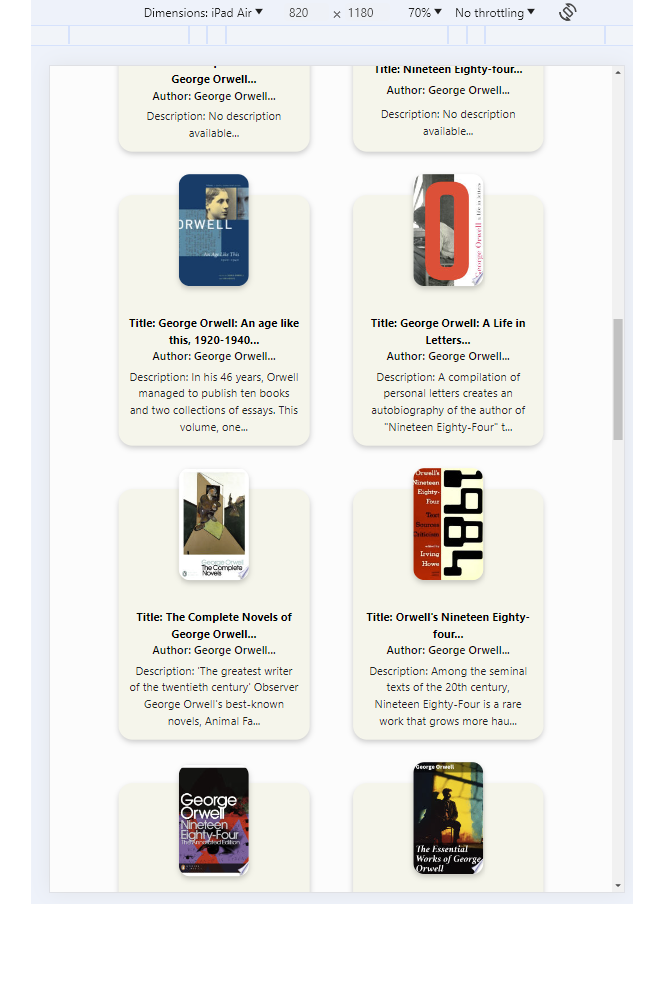 Dimensions: iPad Air ▼ 820 × 1180 70% ▼ No throttling ▼
George Orwell...
Author: George Orwell...
Description: No description
available...
Title: Nineteen Eighty-four...
Author: George Orwell...
Description: No description
available...
ORWELL
An Age Like This
Title: George Orwell: An age like
this, 1920-1940...
Author: George Orwell...
Description: In his 46 years, Orwell
managed to publish ten books
and two collections of essays. This
volume, one...
O
George Orwell a life in letters
Title: George Orwell: A Life in
Letters...
Author: George Orwell...
Description: A compilation of
personal letters creates an
autobiography of the author of
"Nineteen Eighty-Four" t...
George Orwell
The Complete
Novels
Title: The Complete Novels of
George Orwell...
Author: George Orwell...
Description: 'The greatest writer
of the twentieth century' Observer
George Orwell's best-known
novels, Animal Fa...
Orwell's
Nineteen
Eighty-
Four
Text
Sources
Criticism
edited by
Irving
Howe
1984
Title: Orwell's Nineteen Eighty-
four...
Author: George Orwell...
Description: Among the seminal
texts of the 20th century,
Nineteen Eighty-Four is a rare
work that grows more hau...
George
Orwell
Nineteen
Eighty-Four
The Annotated Edition
George Orwell
The Essential
Works of George
Orwell